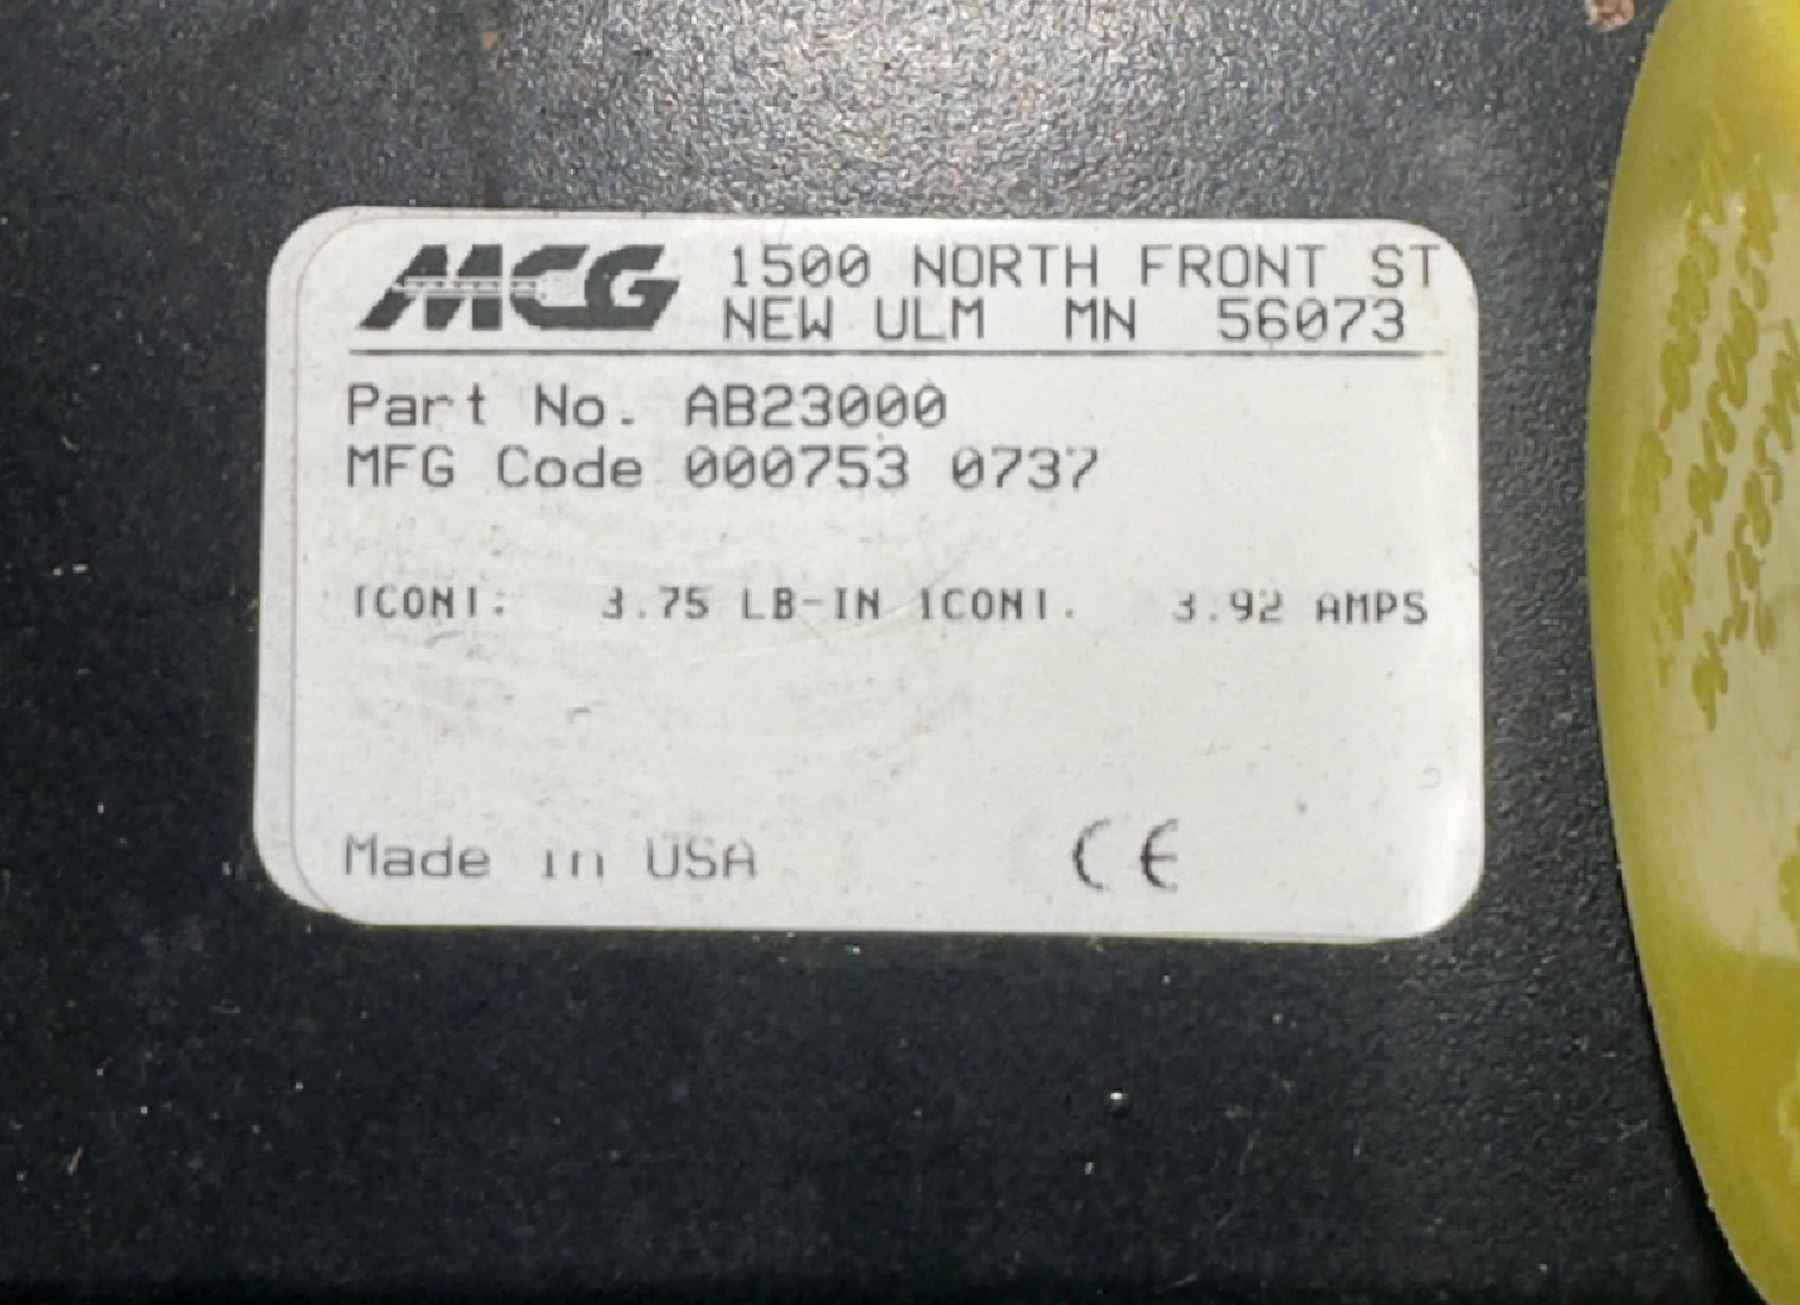 MCG
1500 NORTH FRONT ST
NEW ULM MN 56073
Part No. AB23000
MFG Code 000753 0737
TCONT: 3.75 LB-IN ICONT. 3.92 AMPS
Made in USA
CE